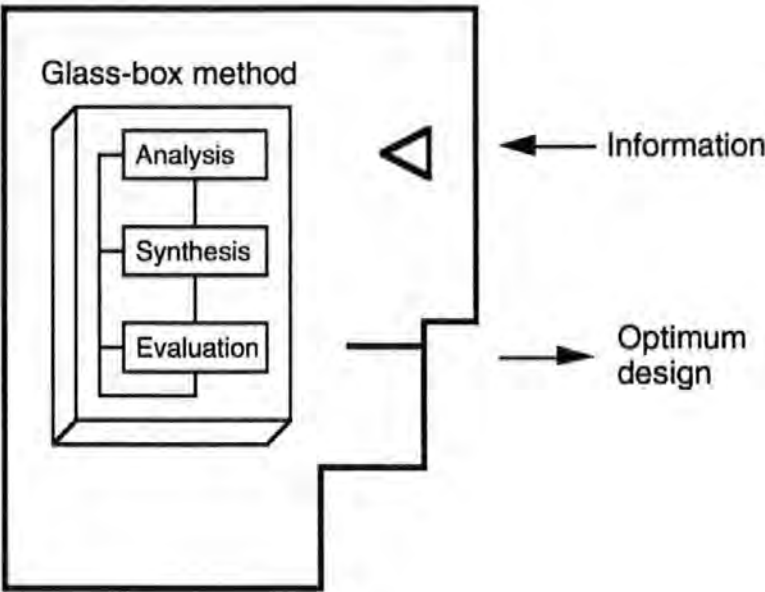 Glass-box method
Analysis
Synthesis
Evaluation
Information
Optimum
design